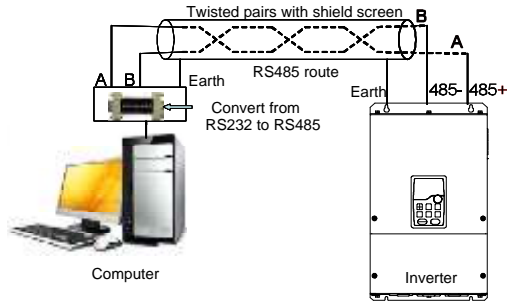 Twisted pairs with shield screen
B
A
A B
Earth
RS485 route
Earth 485- 485+
Convert from
RS232 to RS485
Computer
Inverter